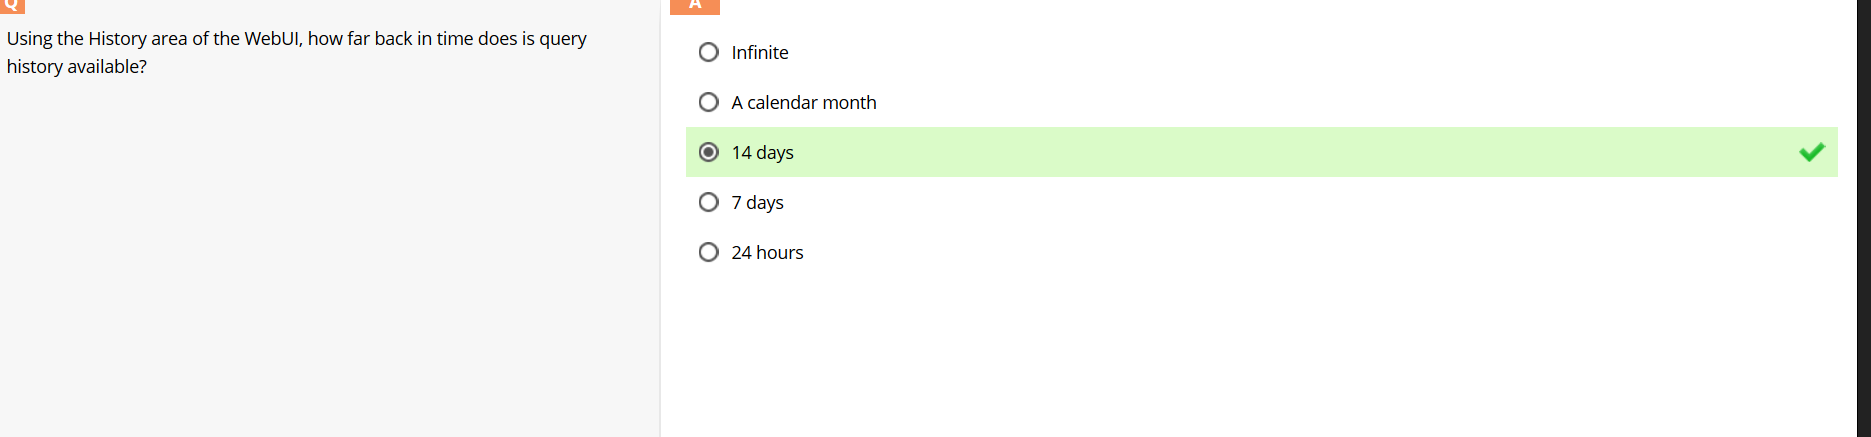 Q
A
Using the History area of the WebUI, how far back in time does is query
history available?
Infinite
A calendar month
14 days
7 days
24 hours